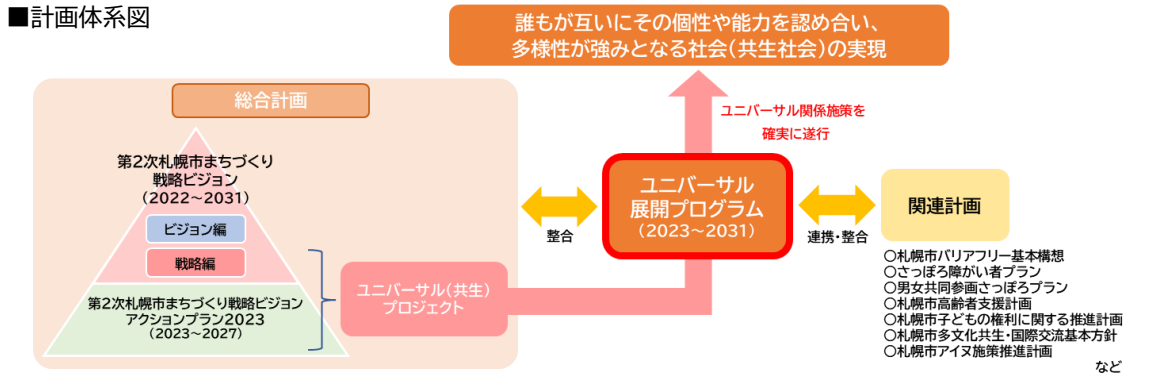 ■計画体系図
誰もが互いにその個性や能力を認め合い、
多様性が強みとなる社会(共生社会)の実現
総合計画
ユニバーサル関係施策を
確実に遂行
第2次札幌市まちづくり
戦略ビジョン
(2022~2031)
ビジョン編
戦略編
第2次札幌市まちづくり戦略ビジョン
アクションプラン2023
(2023~2027)
ユニバーサル(共生)
プロジェクト
整合
ユニバーサル
展開プログラム
(2023~2031)
連携・整合
関連計画
○札幌市バリアフリー基本構想
○さっぽろ障がい者プラン
○男女共同参画さっぽろプラン
○札幌市高齢者支援計画
○札幌市子どもの権利に関する推進計画
○札幌市多文化共生・国際交流基本方針
○札幌市アイヌ施策推進計画
など